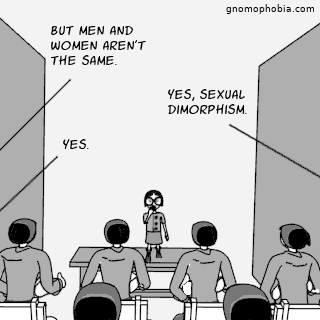 gnomophobia.com
BUT MEN AND
WOMEN AREN'T
THE SAME.
YES, SEXUAL
DIMORPHISM.
YES.